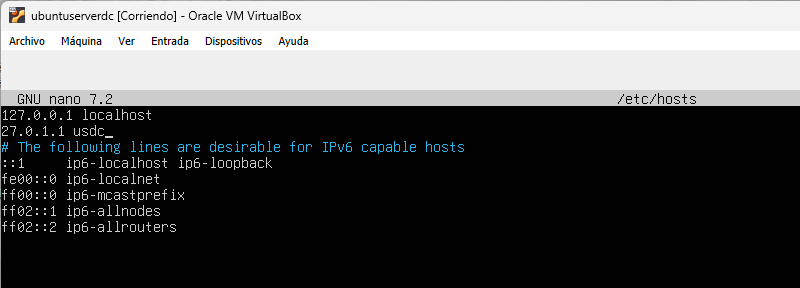 ubuntuserverdc [Corriendo] - Oracle VM VirtualBox
Archivo Máquina Ver Entrada Dispositivos Ayuda
GNU nano 7.2 /etc/hosts
127.0.0.1 localhost
27.0.1.1 usdc_
# The following lines are desirable for IPv6 capable hosts
::1 ip6-localhost ip6-loopback
fe00::0 ip6-localnet
ff00::0 ip6-mcastprefix
ff02::1 ip6-allnodes
ff02::2 ip6-allrouters